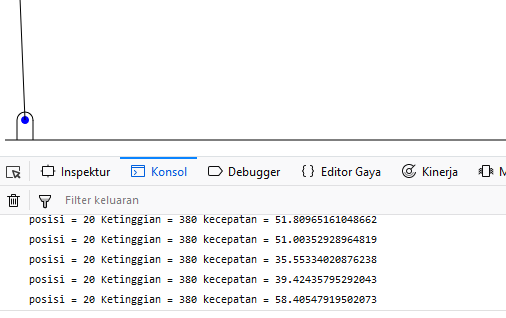 Inspektur Konsol Debugger Editor Gaya Kinerja M
Filter keluaran
posisi = 20 Ketinggian = 380 kecepatan = 51.80965161048662
posisi = 20 Ketinggian = 380 kecepatan = 51.00352928964819
posisi = 20 Ketinggian = 380 kecepatan = 35.55334020876238
posisi = 20 Ketinggian = 380 kecepatan = 39.42435795292043
posisi = 20 Ketinggian = 380 kecepatan = 58.40547919502073